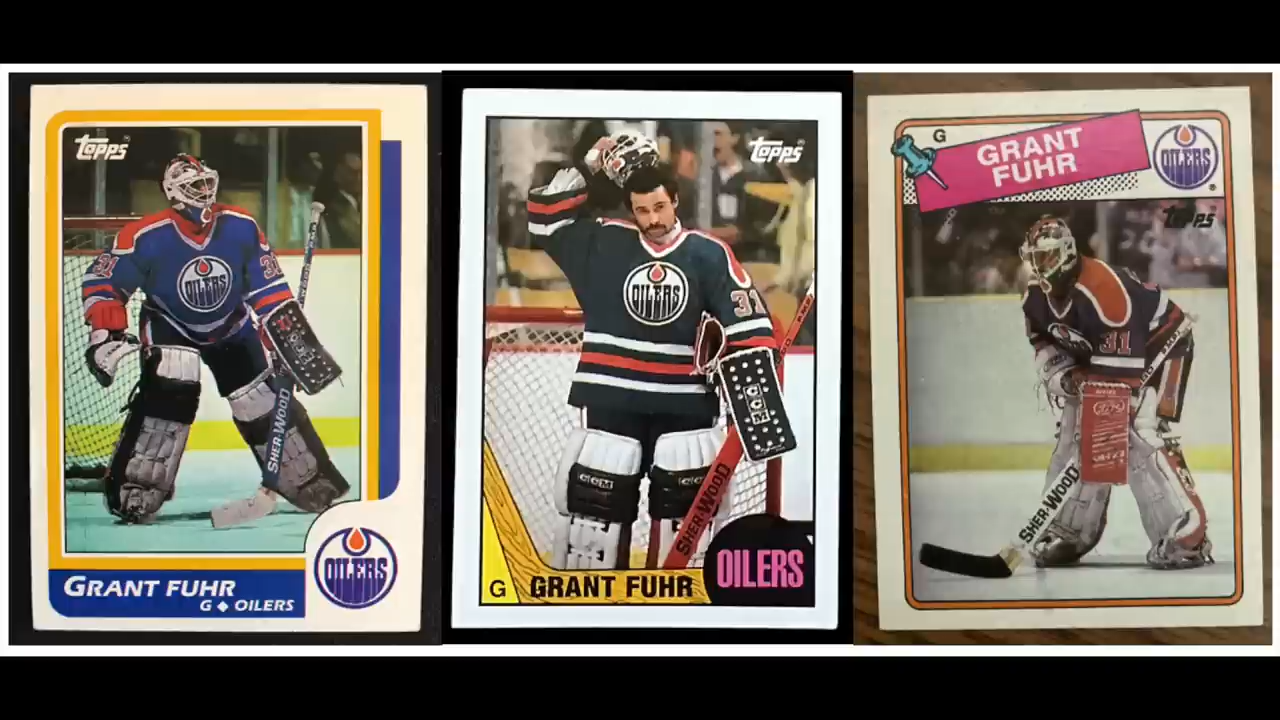 Topps
OILERS
31
31
SHER-WOOD
GRANT FUHR
G ◆ OILERS
OILERS
Topps
OILERS
31
CCM
CCM
CCM
SHER-WOOD
G
GRANT FUHR
OILERS
G
GRANT
FUHR
OILERS
Topps
31
SHER-WOOD